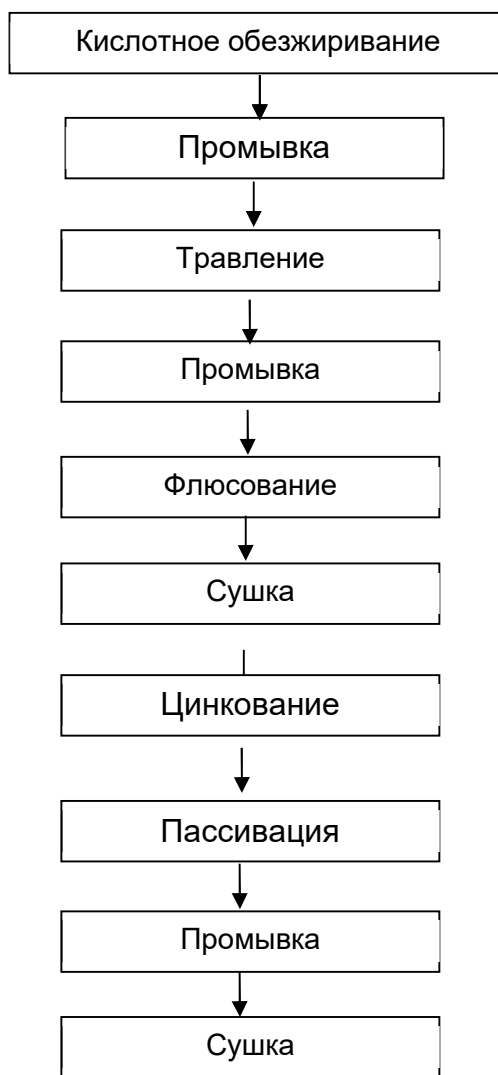 Кислотное обезжиривание
Промывка
Травление
Промывка
Флюсование
Сушка
Цинкование
Пассивация
Промывка
Сушка